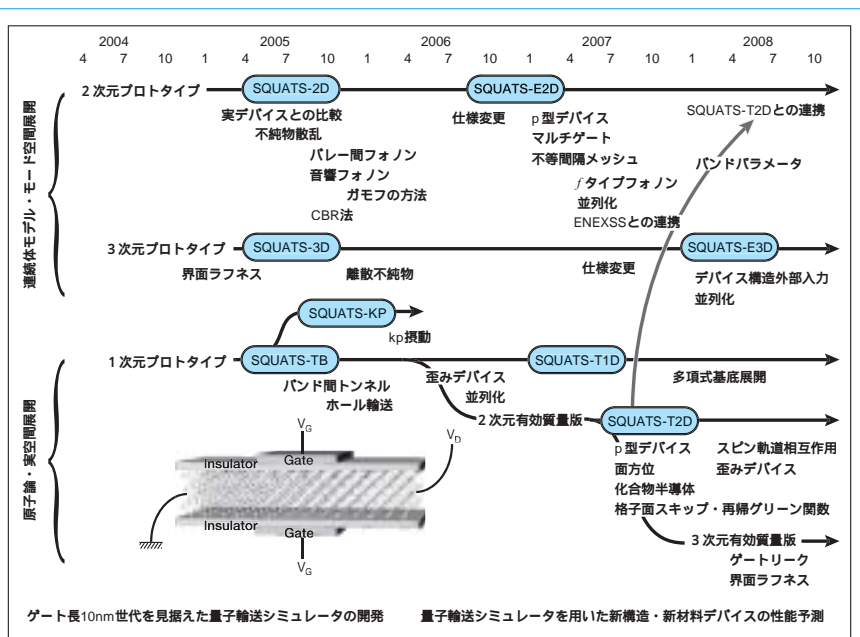 2004 2005 2006 2007 2008
4 7 10 1 4 7 10 1 4 7 10 1 4 7 10 1 4 7 10
連続体モデル・モード空間展開
2次元プロトタイプ
SQUATS-2D
SQUATS-E2D
実デバイスとの比較
不純物散乱
バレー間フォノン
音響フォノン
ガモフの方法
CBR法
仕様変更
p型デバイス
マルチゲート
不等間隔メッシュ
fタイプフォノン
並列化
ENEXSSとの連携
SQUATS-T2Dとの連携
バンドパラメータ
3次元プロトタイプ
SQUATS-3D
SQUATS-E3D
界面ラフネス
離散不純物
仕様変更
デバイス構造外部入力
並列化
原子論・実空間展開
SQUATS-KP
kp摂動
1次元プロトタイプ
SQUATS-TB
SQUATS-T1D
バンド間トンネル
ホール輸送
歪みデバイス
並列化
多項式基底展開
2次元有効質量版
SQUATS-T2D
p型デバイス
面方位
化合物半導体
格子面スキップ・再帰グリーン関数
スピン軌道相互作用
歪みデバイス
3次元有効質量版
ゲートリーク
界面ラフネス
VG
VD
Insulator
Gate
Insulator
Gate
VG
ゲート長10nm世代を見据えた量子輸送シミュレータの開発
量子輸送シミュレータを用いた新構造・新材料デバイスの性能予測